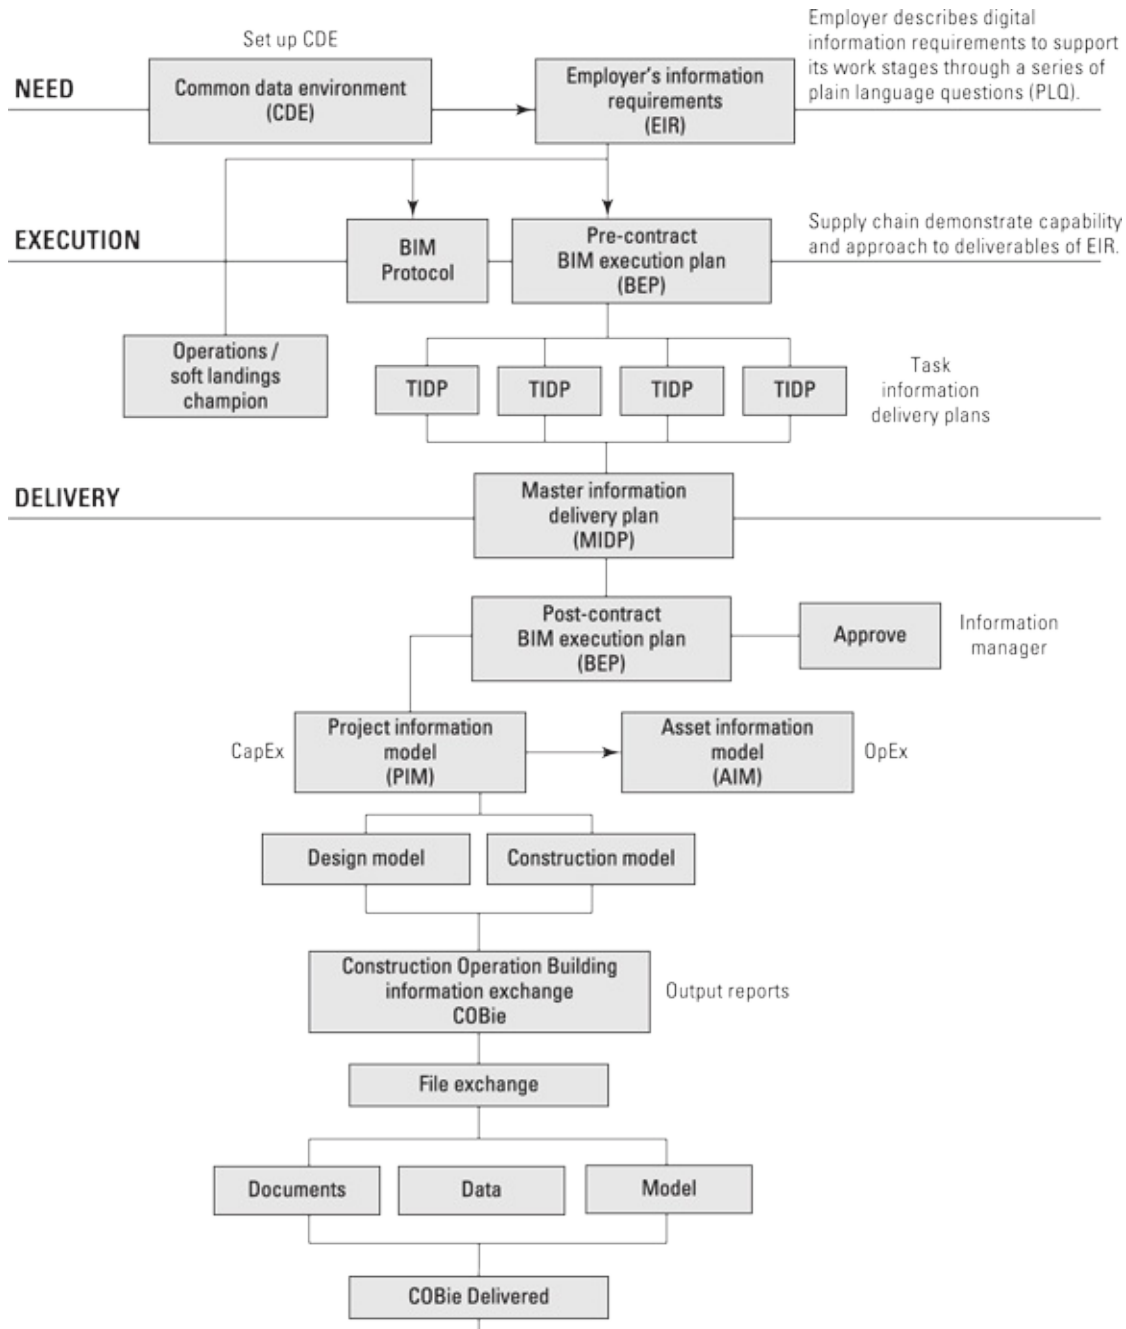 Set up CDE
NEED
Common data environment
(CDE)
Employer's information
requirements
(EIR)
Employer describes digital
information requirements to support
its work stages through a series of
plain language questions (PLQ).
EXECUTION
BIM
Protocol
Pre-contract
BIM execution plan
(BEP)
Supply chain demonstrate capability
and approach to deliverables of EIR.
Operations /
soft landings
champion
TIDP
TIDP
TIDP
TIDP
Task
information
delivery plans
DELIVERY
Master information
delivery plan
(MIDP)
Post-contract
BIM execution plan
(BEP)
Approve
Information
manager
CapEx
Project information
model
(PIM)
Asset information
model
(AIM)
OpEx
Design model
Construction model
Construction Operation Building
information exchange
COBie
Output reports
File exchange
Documents
Data
Model
COBie Delivered